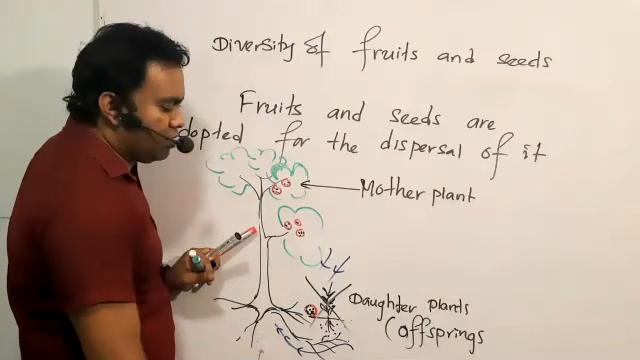 Diversity of fruits and seeds
Fruits and seeds are
adopted for the dispersal of it
Mother plant
Daughter plants
(offsprings